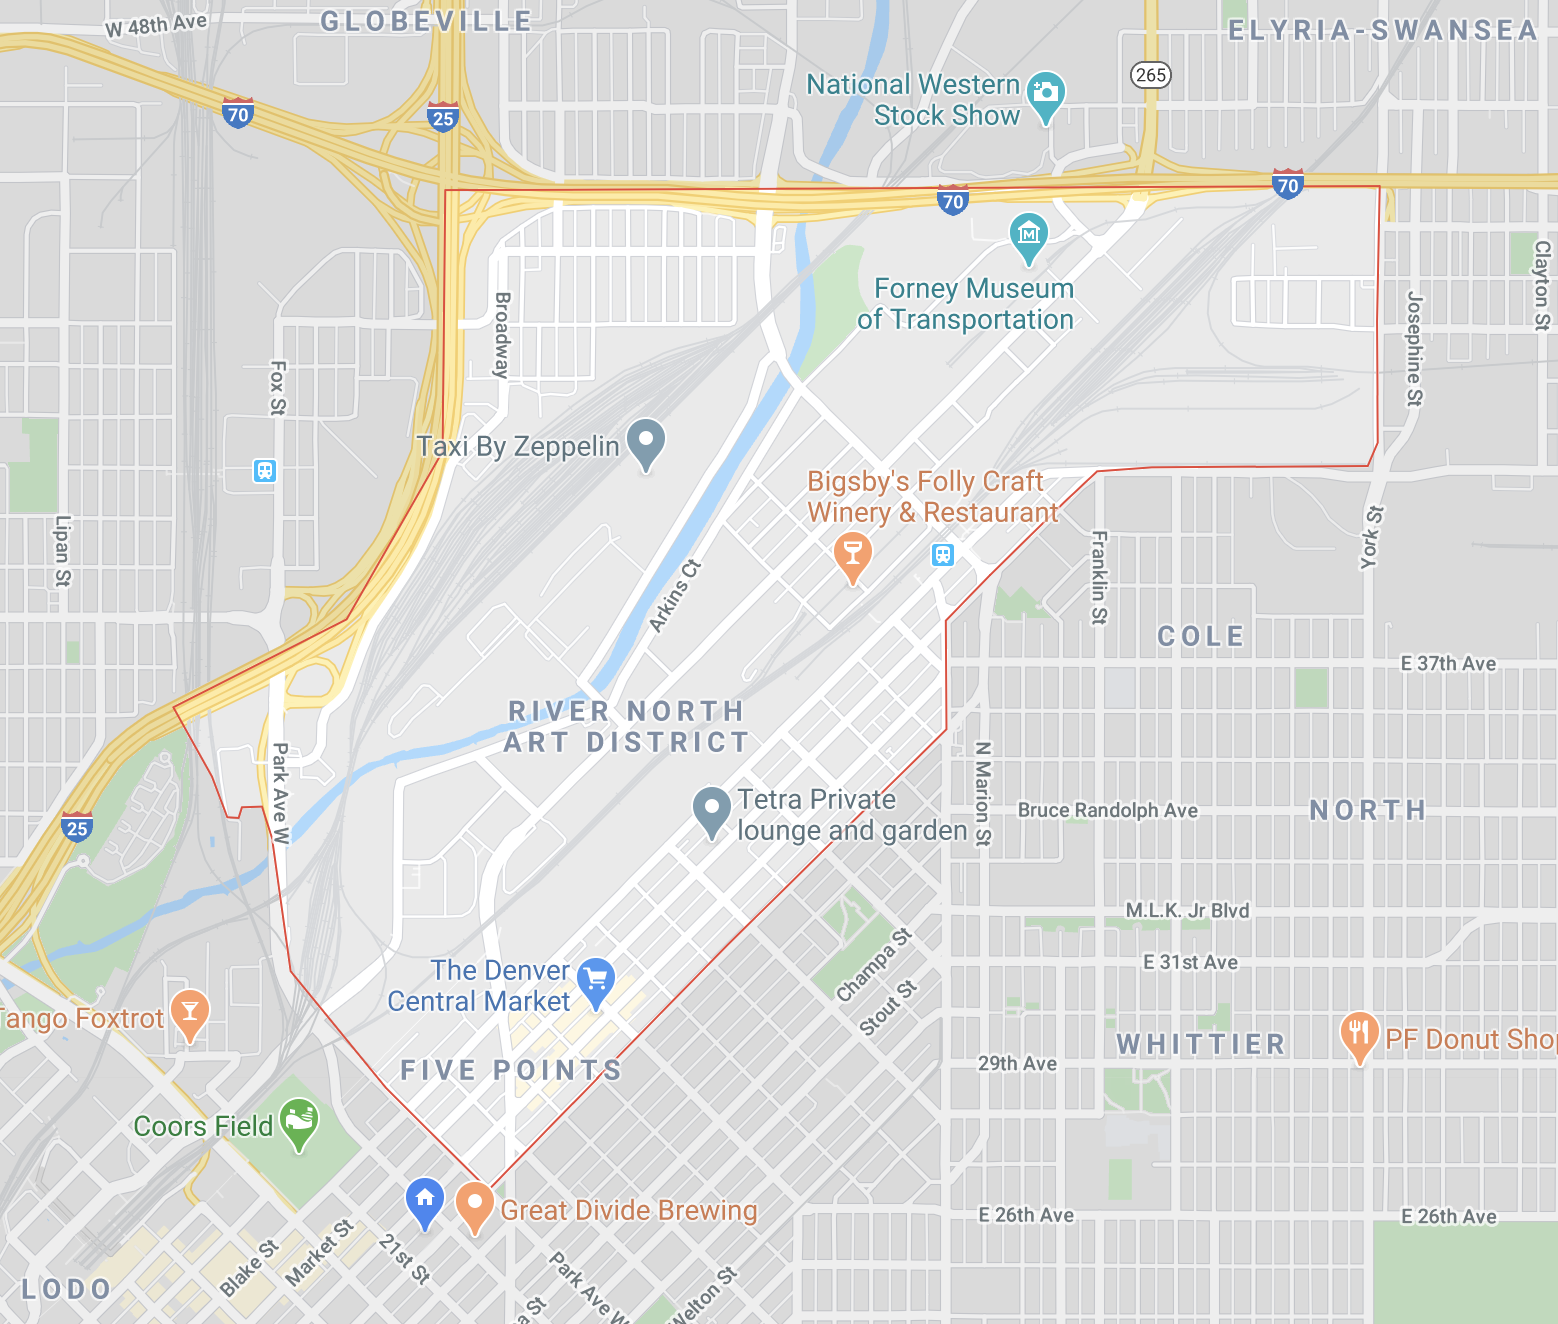 W 48th Ave
GLOBEVILLE
ELYRIA-SWANSEA
265
National Western
Stock Show
70
25
70
70
Forney Museum
of Transportation
Clayton St
Josephine St
Broadway
Fox St
Taxi By Zeppelin
Bigsby's Folly Craft
Winery & Restaurant
Lipan St
Franklin St
York St
Arkins Ct
COLE
E 37th Ave
RIVER NORTH
ART DISTRICT
Park Ave W
N Marion St
Tetra Private
lounge and garden
Bruce Randolph Ave
NORTH
25
M.L.K. Jr Blvd
Champa St
E 31st Ave
Stout St
The Denver
Central Market
Tango Foxtrot
WHITTIER
PF Donut Shop
29th Ave
FIVE POINTS
Coors Field
Great Divide Brewing
E 26th Ave
E 26th Ave
Market St
21st St
Blake St
LODO
Park Ave W
Welton St
a St